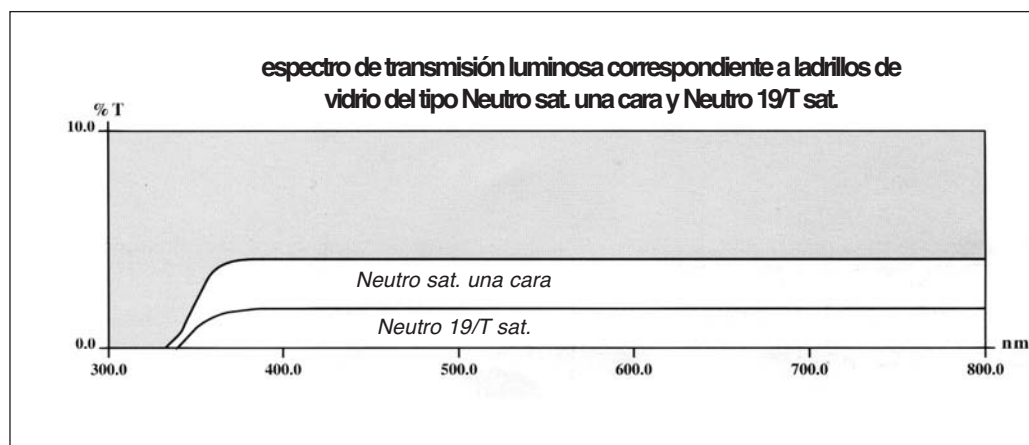 espectro de transmisión luminosa correspondiente a ladrillos de
vidrio del tipo Neutro sat. una cara y Neutro 19/T sat.
% T
10.0
Neutro sat. una cara
Neutro 19/T sat.
0.0
nm
300.0 400.0 500.0 600.0 700.0 800.0